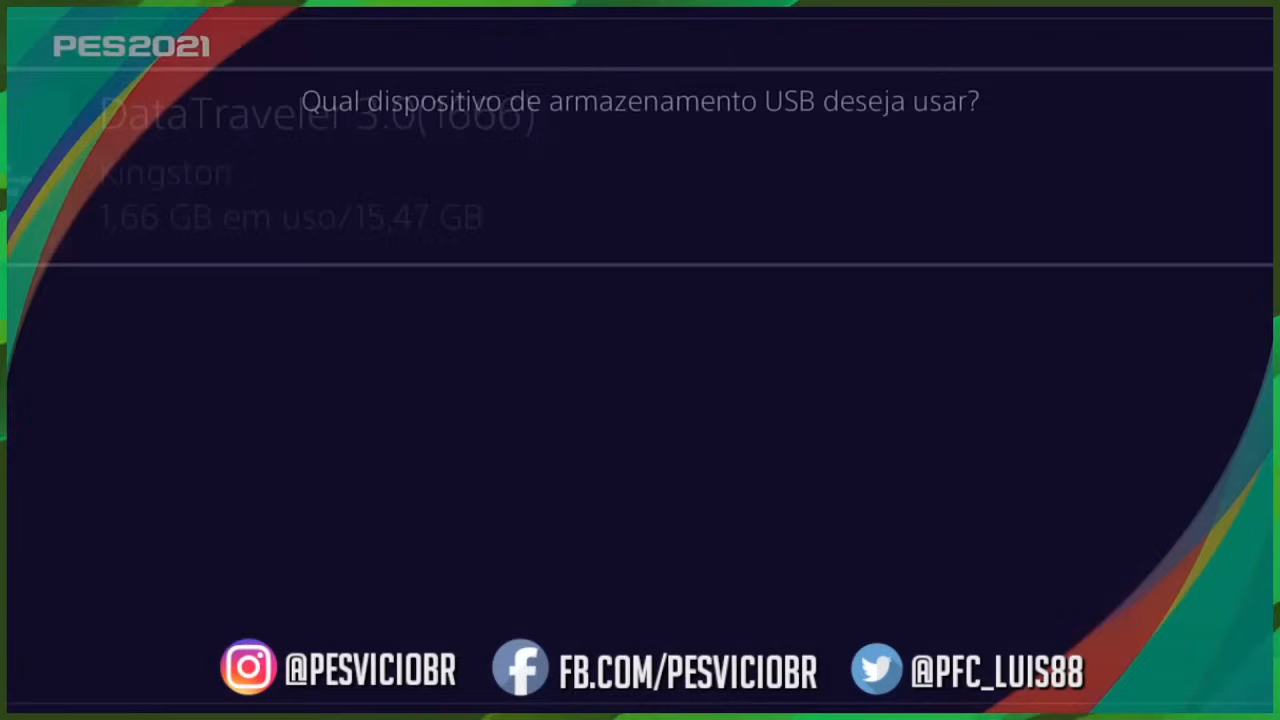 PES2021
Qual dispositivo de armazenamento USB deseja usar?
DataTraveler 3.0(1666)
Kingston
1,66 GB em uso/15,47 GB
@PESVICIOBR FB.COM/PESVICIOBR @PFC_LUIS88